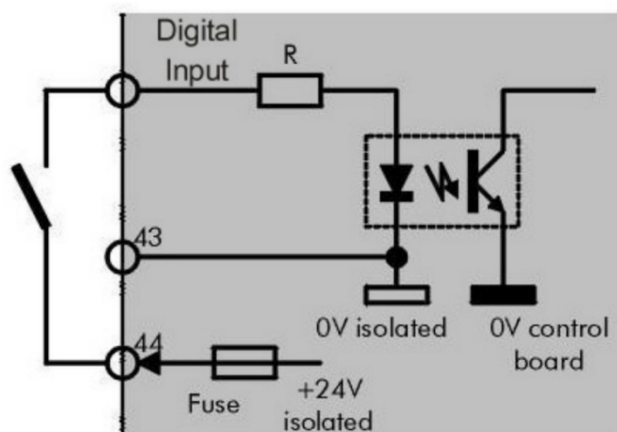 Digital
Input
R
43
0V isolated
0V control
board
44
Fuse
+24V
isolated